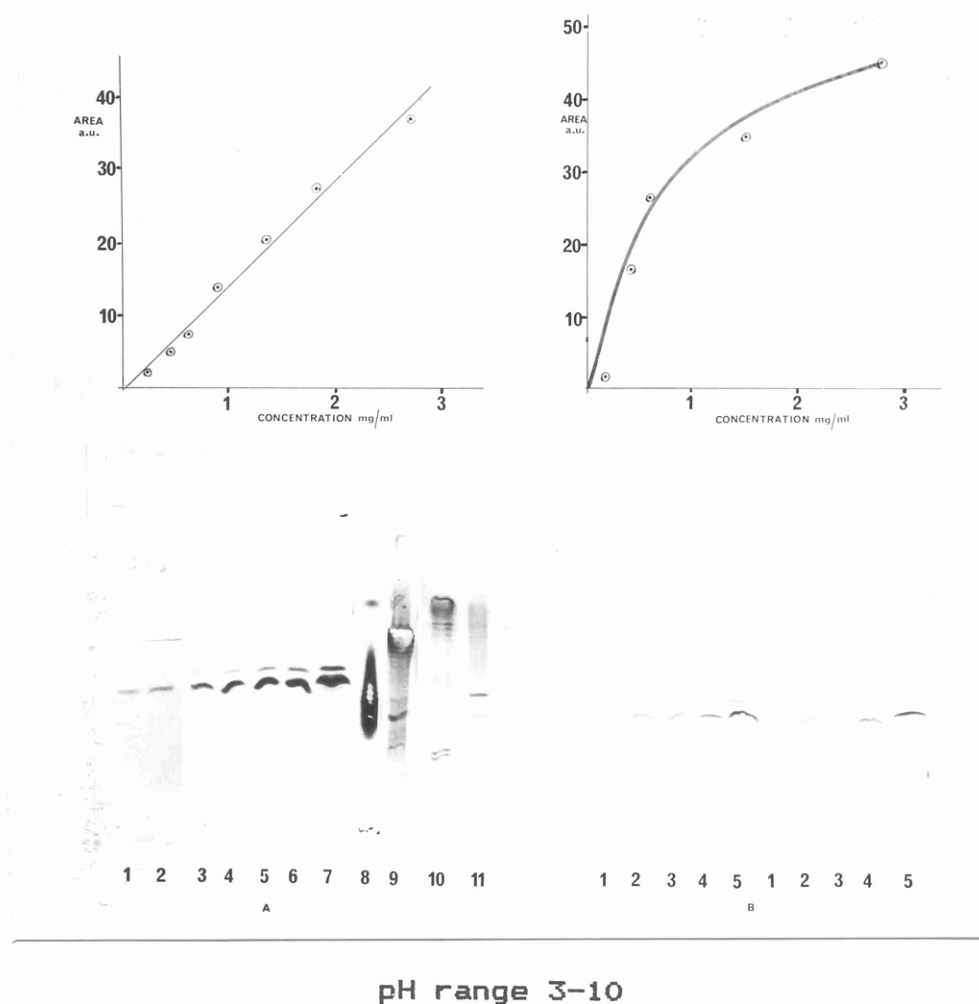 50
40
AREA
a.u.
30
20
10
1 2 3
CONCENTRATION mg/ml
40
AREA
a.u.
30
20
10
1 2 3
CONCENTRATION mg/ml
1 2 3 4 5 6 7 8 9 10 11
A
1 2 3 4 5 1 2 3 4 5
B
pH range 3-10